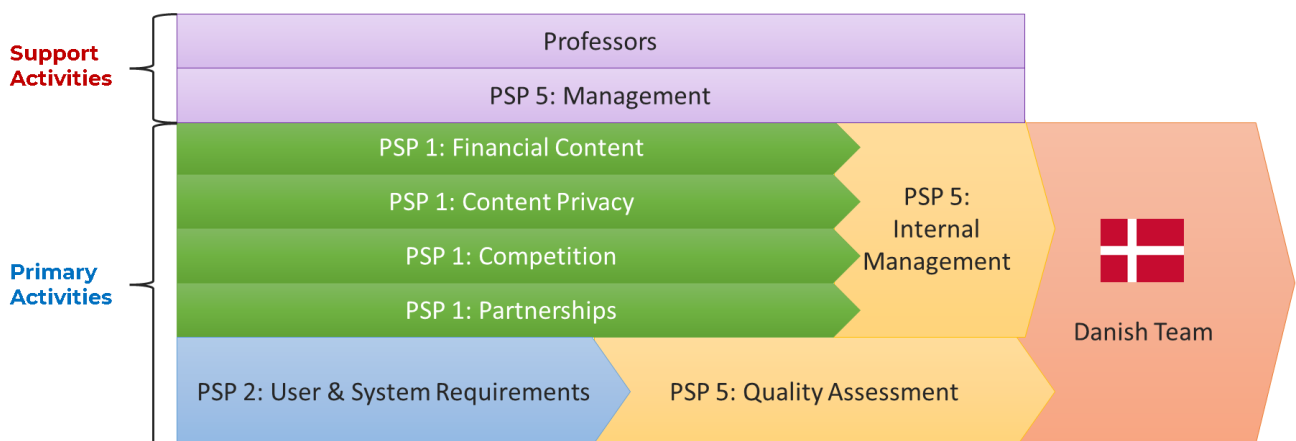 Support
Activities
Professors
PSP 5: Management
PSP 1: Financial Content
PSP 1: Content Privacy
PSP 1: Competition
PSP 1: Partnerships
PSP 5:
Internal
Management
Primary
Activities
Danish Team
PSP 2: User & System Requirements
PSP 5: Quality Assessment